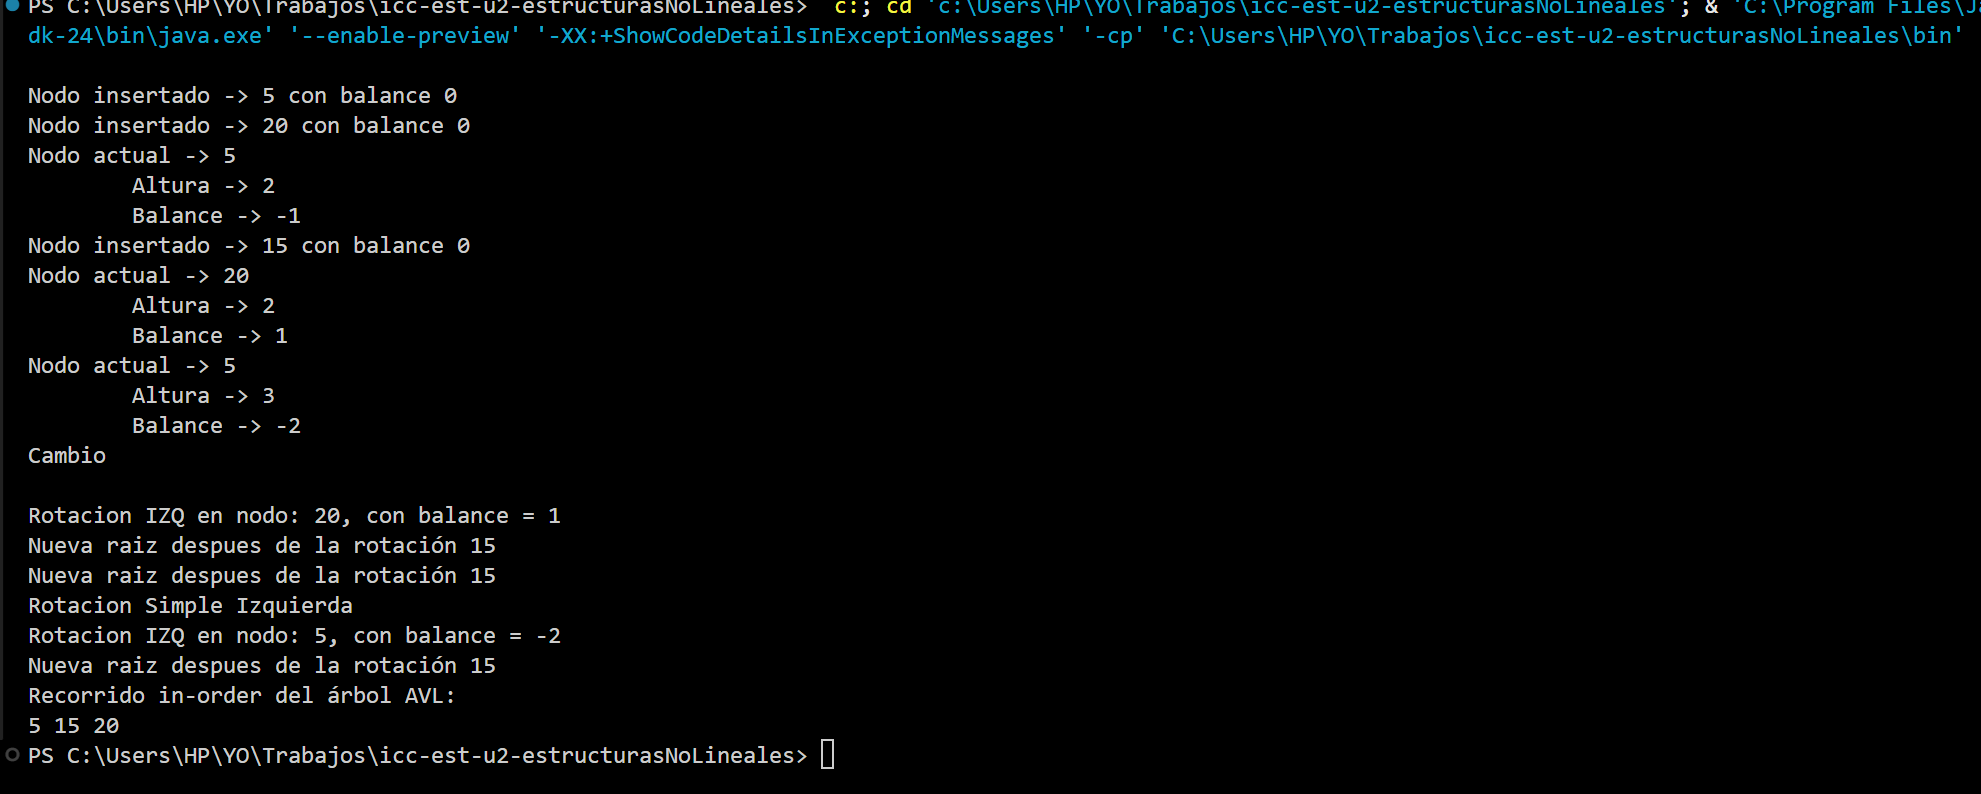 PS C:\Users\HP\YO\Trabajos\icc-est-u2-estructurasNoLineales>  c:; cd 'c:\Users\HP\YO\Trabajos\icc-est-u2-estructurasNoLineales'; & 'C:\Program Files\Ja
dk-24\bin\java.exe' '--enable-preview' '-XX:+ShowCodeDetailsInExceptionMessages' '-cp' 'C:\Users\HP\YO\Trabajos\icc-est-u2-estructurasNoLineales\bin'
Nodo insertado -> 5 con balance 0
Nodo insertado -> 20 con balance 0
Nodo actual -> 5
Altura -> 2
Balance -> -1
Nodo insertado -> 15 con balance 0
Nodo actual -> 20
Altura -> 2
Balance -> 1
Nodo actual -> 5
Altura -> 3
Balance -> -2
Cambio
Rotacion IZQ en nodo: 20, con balance = 1
Nueva raiz despues de la rotación 15
Nueva raiz despues de la rotación 15
Rotacion Simple Izquierda
Rotacion IZQ en nodo: 5, con balance = -2
Nueva raiz despues de la rotación 15
Recorrido in-order del árbol AVL:
5 15 20
PS C:\Users\HP\YO\Trabajos\icc-est-u2-estructurasNoLineales>